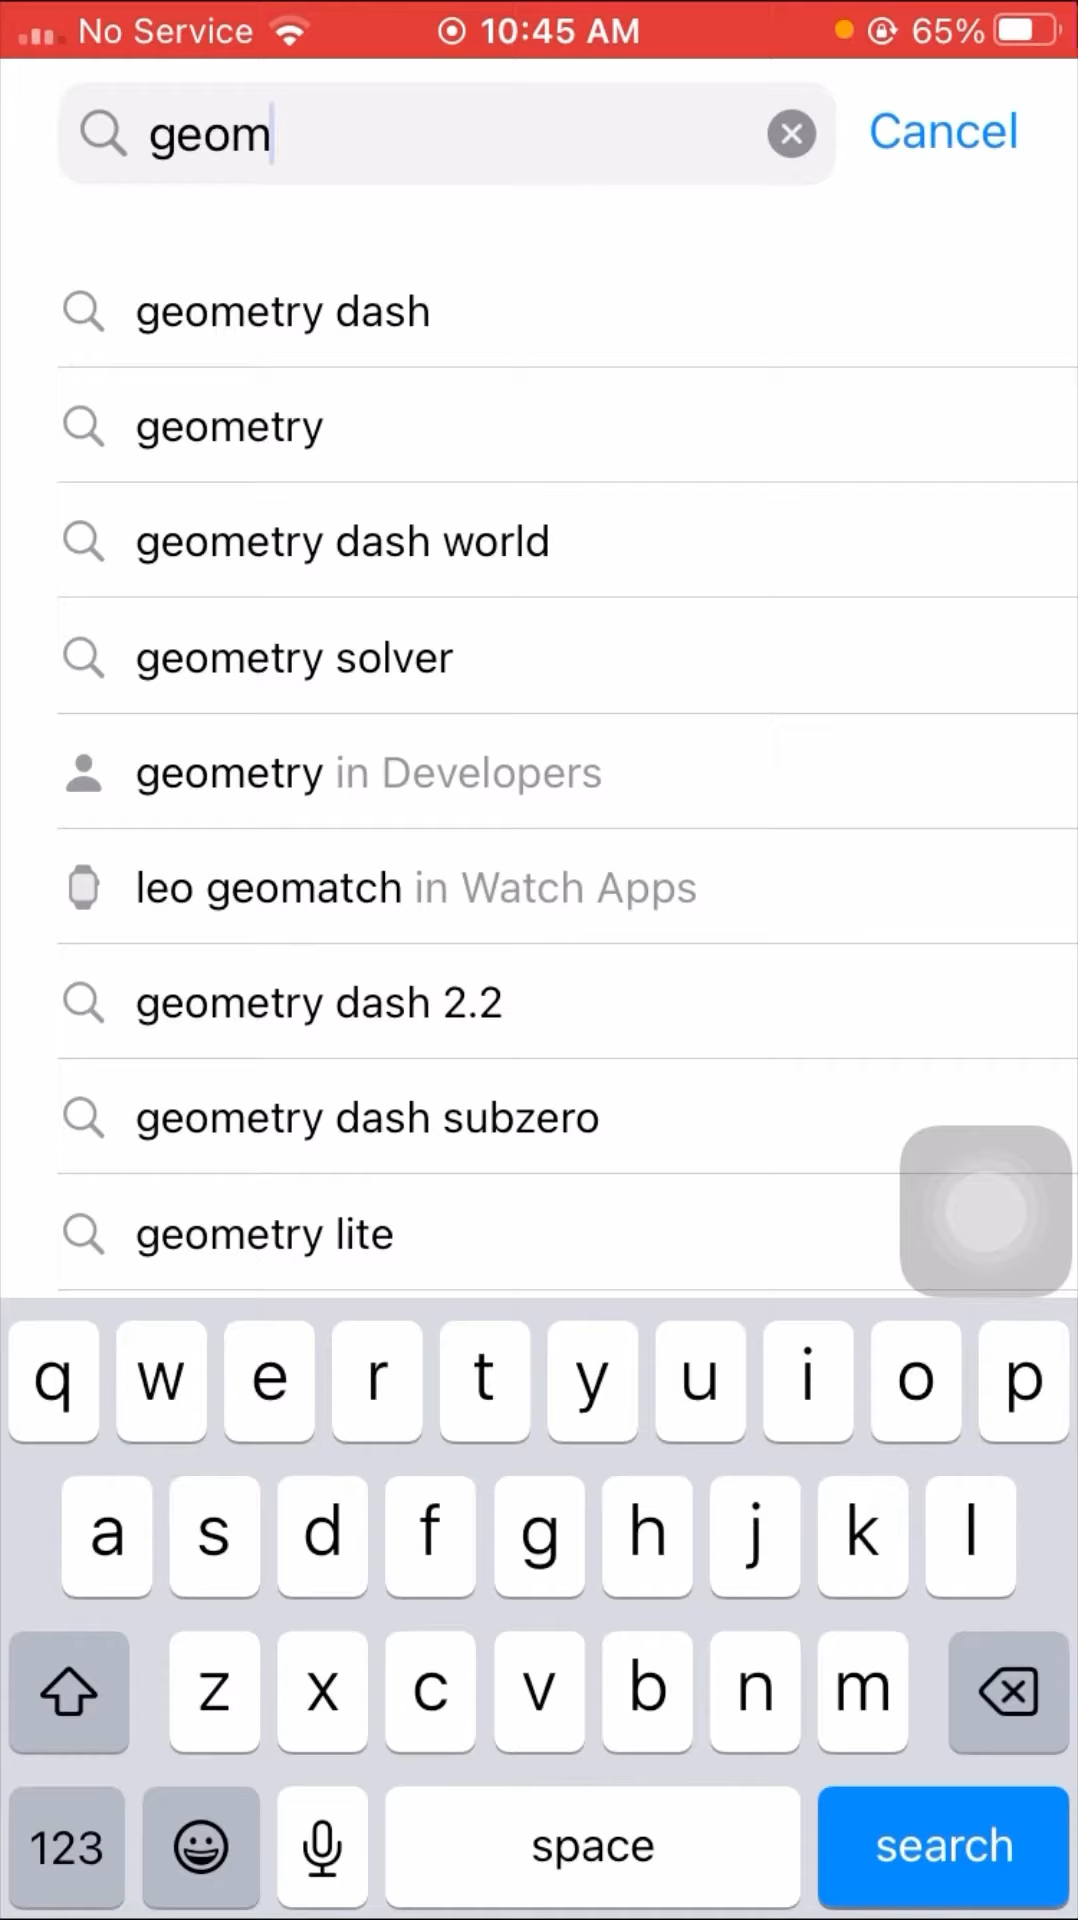 No Service 10:45 AM 65%
geom Cancel
geometry dash
geometry
geometry dash world
geometry solver
geometry in Developers
leo geomatch in Watch Apps
geometry dash 2.2
geometry dash subzero
geometry lite
q w e r t y u i o p
a s d f g h j k l
z x c v b n m
123 space search